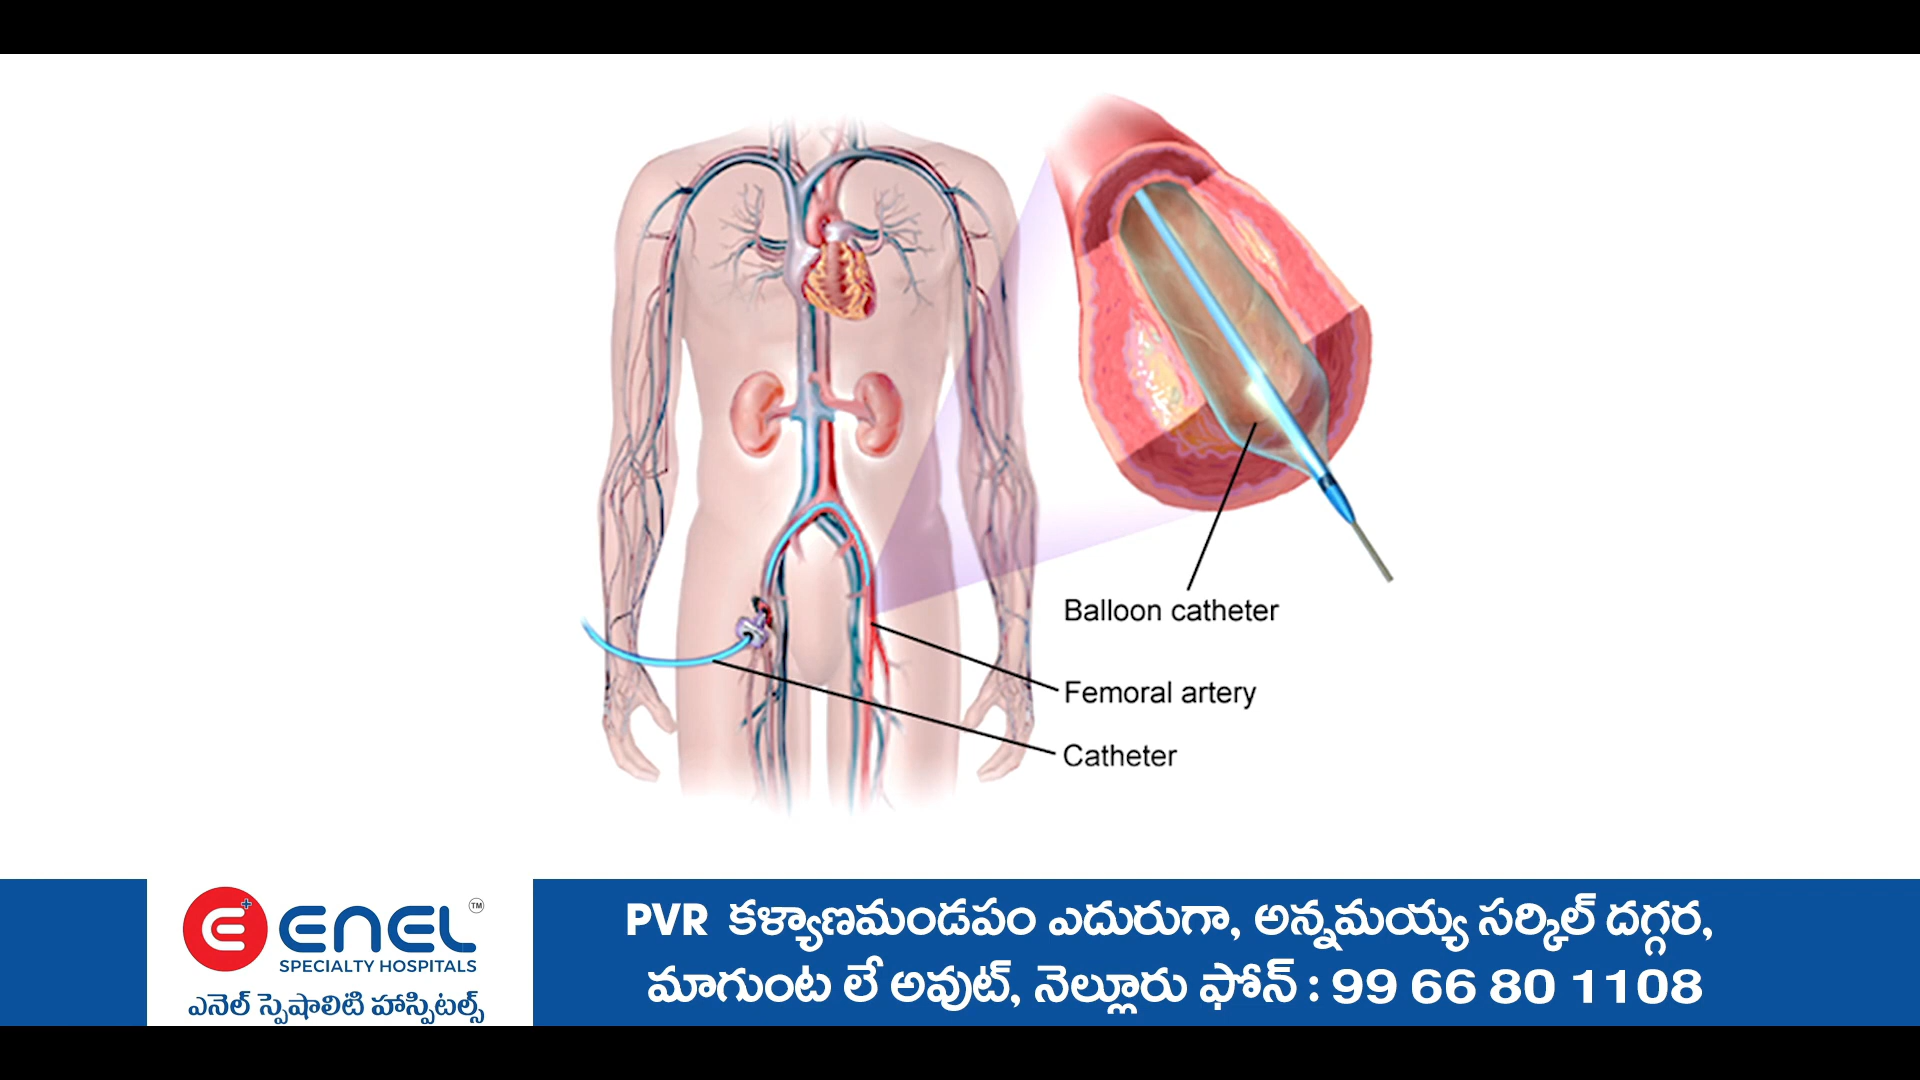 Balloon catheter
Femoral artery
Catheter
ENEL TM
SPECIALTY HOSPITALS
ఎనెల్ స్పెషాలిటి హాస్పిటల్స్
PVR కళ్యాణమండపం ఎదురుగా, అన్నమయ్య సర్కిల్ దగ్గర,
మాగుంట లే అవుట్, నెల్లూరు ఫోన్ : 99 66 80 1108